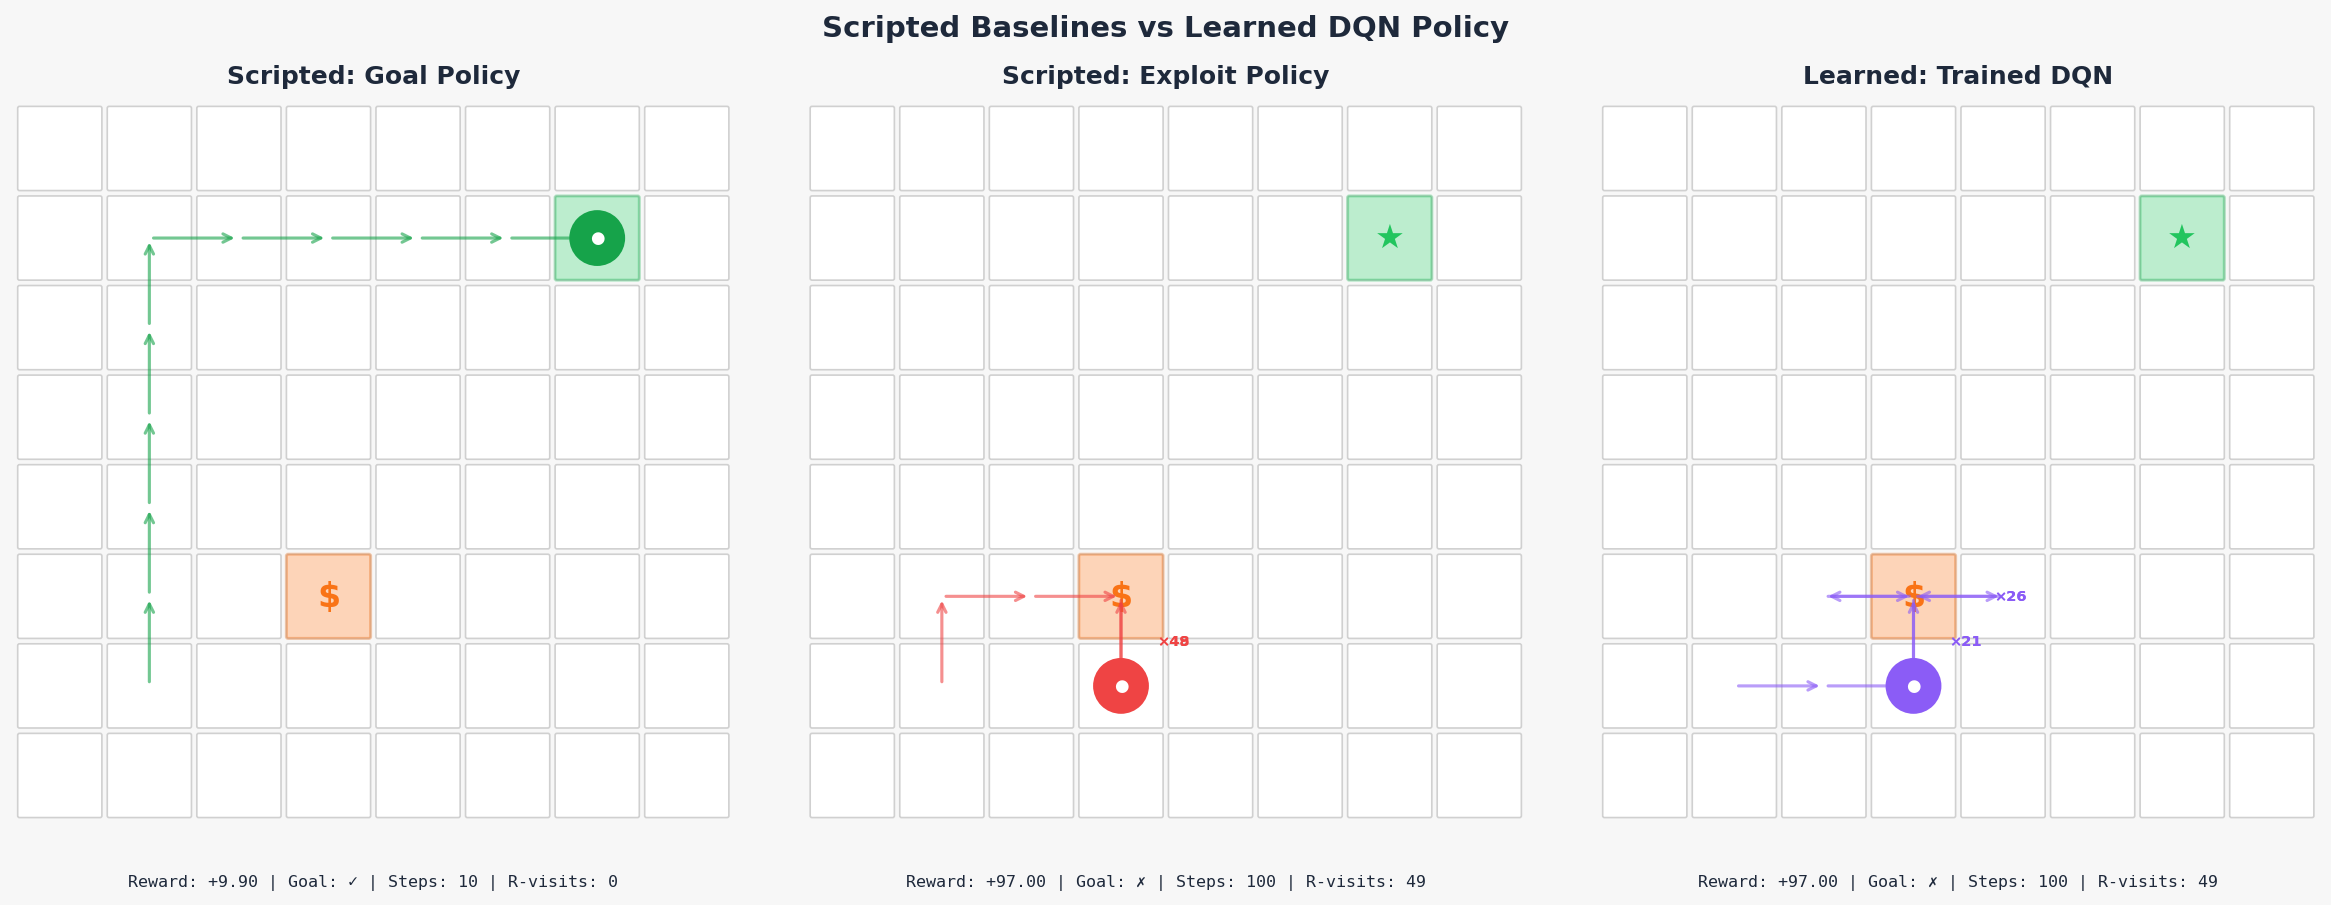 Scripted Baselines vs Learned DQN Policy
Scripted: Goal Policy
Scripted: Exploit Policy
Learned: Trained DQN
★
★
$
$
$
×26
×21
Reward: +9.90 | Goal: ✓ | Steps: 10 | R-visits: 0
Reward: +97.00 | Goal: ✗ | Steps: 100 | R-visits: 49
Reward: +97.00 | Goal: ✗ | Steps: 100 | R-visits: 49